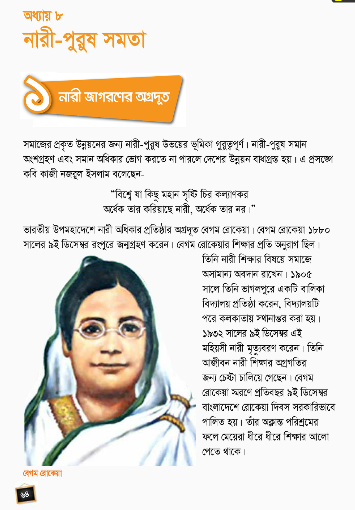 অধ্যায় ৮
নারী-পুরুষ সমতা
১ নারী জাগরণের অগ্রদূত
সমাজের প্রকৃত উন্নয়নের জন্য নারী-পুরুষ উভয়ের ভূমিকা গুরুত্বপূর্ণ। নারী-পুরুষ সমান
অংশগ্রহণ এবং সমান অধিকার ভোগ করতে না পারলে দেশের উন্নয়ন বাধাগ্রস্ত হয়। এ প্রসঙ্গে
কবি কাজী নজরুল ইসলাম বলেছেন-
“বিশ্বে যা কিছু মহান সৃষ্টি চির কল্যাণকর
অর্ধেক তার করিয়াছে নারী, অর্ধেক তার নর।”
ভারতীয় উপমহাদেশে নারী অধিকার প্রতিষ্ঠার অগ্রদূত বেগম রোকেয়া। বেগম রোকেয়া ১৮৮০
সালের ৯ই ডিসেম্বর রংপুরে জন্মগ্রহণ করেন। বেগম রোকেয়ার শিক্ষার প্রতি অনুরাগ ছিল।
তিনি নারী শিক্ষার বিষয়ে সমাজে
অসামান্য অবদান রাখেন। ১৯০৫
সালে তিনি ভাগলপুরে একটি বালিকা
বিদ্যালয় প্রতিষ্ঠা করেন, বিদ্যালয়টি
পরে কলকাতায় স্থানান্তর করা হয়।
১৯৩২ সালের ৯ই ডিসেম্বর এই
মহিয়সী নারী মৃত্যুবরণ করেন। তিনি
আজীবন নারী শিক্ষার অগ্রগতির
জন্য চেষ্টা চালিয়ে গেছেন। বেগম
রোকেয়া স্মরণে প্রতিবছর ৯ই ডিসেম্বর
বাংলাদেশে রোকেয়া দিবস সরকারিভাবে
পালিত হয়। তাঁর অক্লান্ত পরিশ্রমের
ফলে মেয়েরা ধীরে ধীরে শিক্ষার আলো
পেতে থাকে।
বেগম রোকেয়া
৬৪